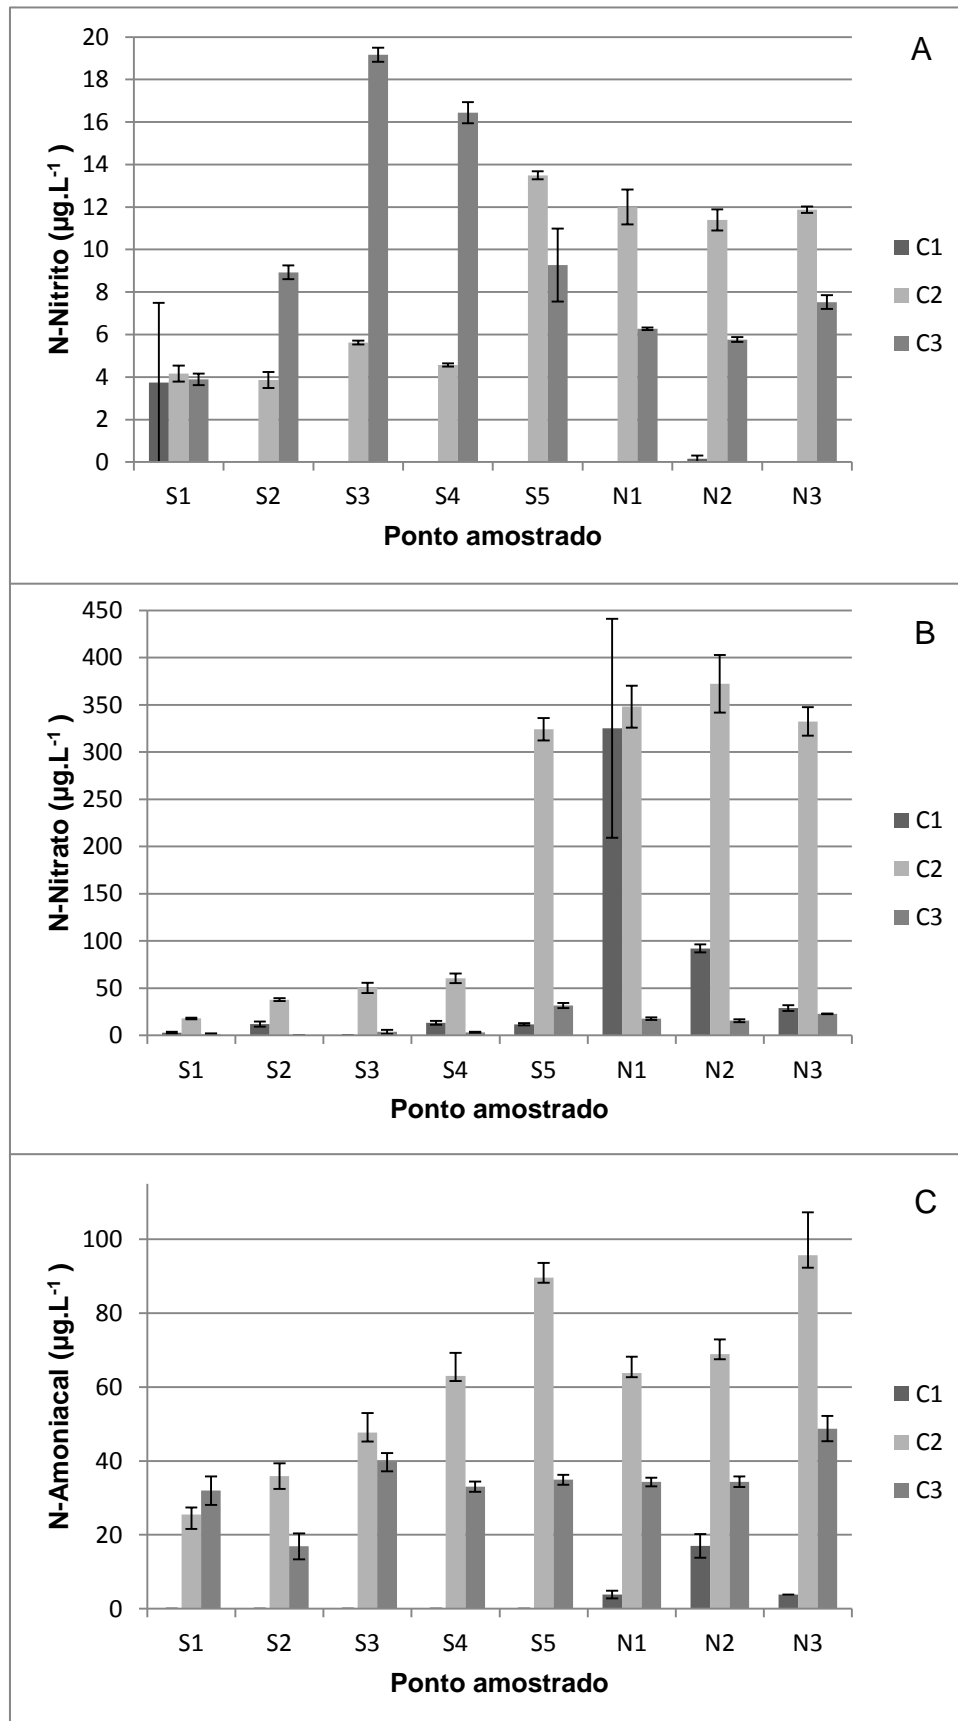 A
N-Nitrito (µg.L-1 )
20
18
16
14
12
10
8
6
4
2
0
S1 S2 S3 S4 S5 N1 N2 N3
Ponto amostrado
C1
C2
C3
B
N-Nitrato (µg.L-1 )
450
400
350
300
250
200
150
100
50
0
S1 S2 S3 S4 S5 N1 N2 N3
Ponto amostrado
C1
C2
C3
C
N-Amoniacal (µg.L-1 )
100
80
60
40
20
0
S1 S2 S3 S4 S5 N1 N2 N3
Ponto amostrado
C1
C2
C3